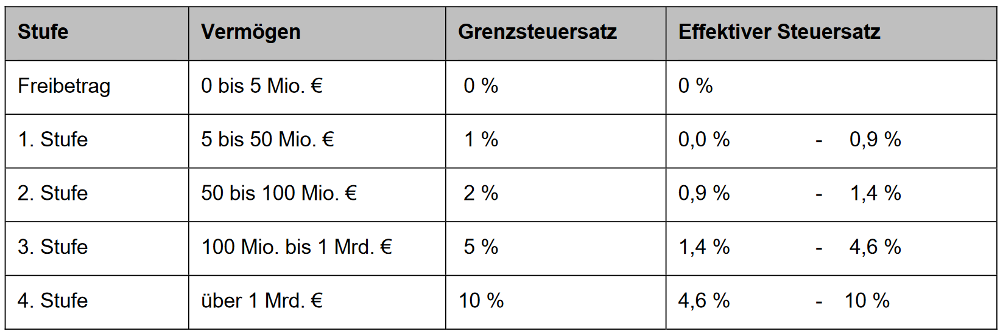 Stufe Vermögen Grenzsteuersatz Effektiver Steuersatz
Freibetrag 0 bis 5 Mio. € 0 % 0 %
1. Stufe 5 bis 50 Mio. € 1 % 0,0 % - 0,9 %
2. Stufe 50 bis 100 Mio. € 2 % 0,9 % - 1,4 %
3. Stufe 100 Mio. bis 1 Mrd. € 5 % 1,4 % - 4,6 %
4. Stufe über 1 Mrd. € 10 % 4,6 % - 10 %